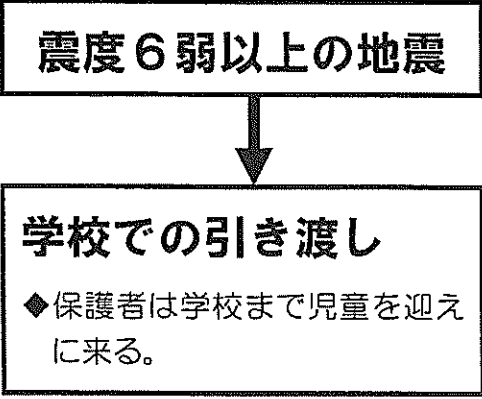 震度６弱以上の地震
学校での引き渡し
◆保護者は学校まで児童を迎え
に来る。